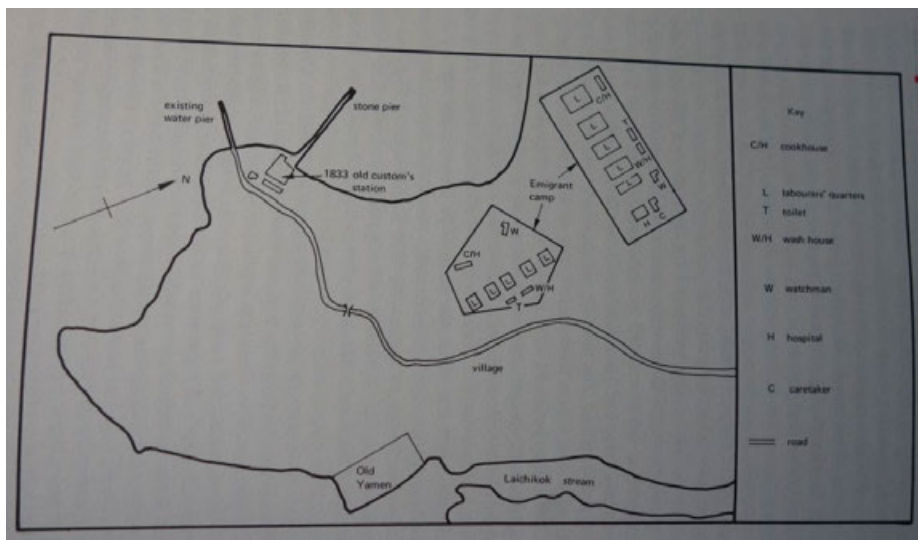 existing
water pier
stone pier
N
1833 old custom's
station
Emigrant
camp
L
C/H
L
L
T
L
W/H
L
W
H
C
W
C/H
L
L
L
L
L
W/H
T
village
Old
Yamen
Laichikok stream
Key
C/H cookhouse
L labourers' quarters
T toilet
W/H wash house
W watchman
H hospital
C caretaker
road